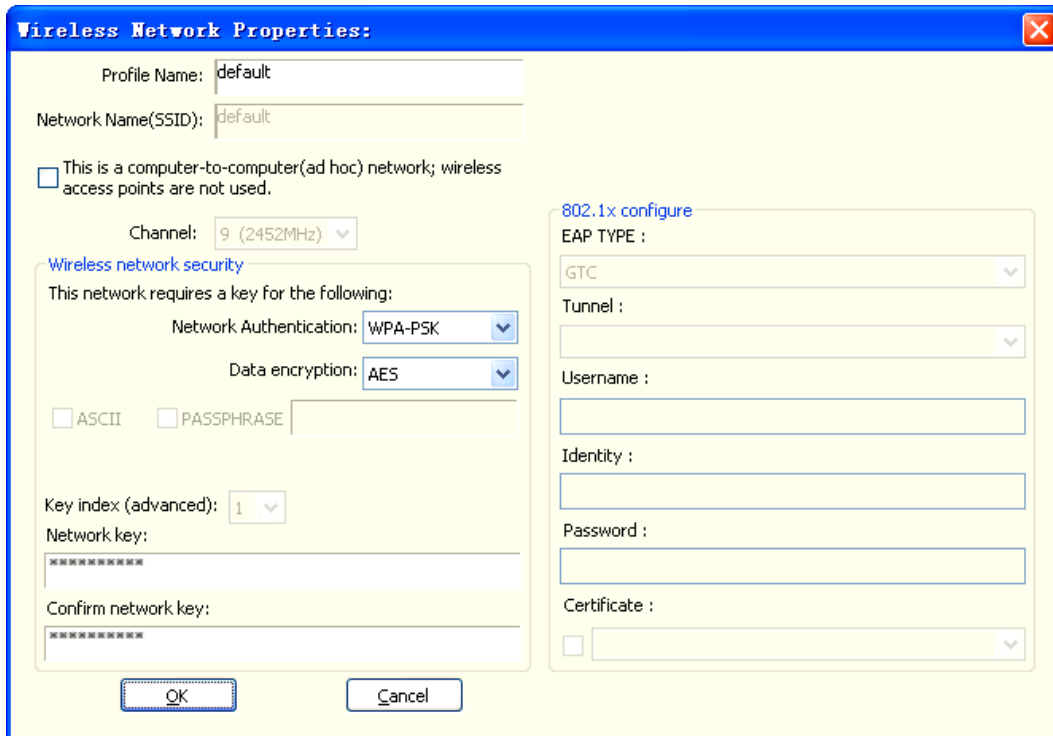 Wireless Network Properties:
Profile Name: default
Network Name(SSID): default
This is a computer-to-computer(ad hoc) network; wireless
access points are not used.
Channel: 9 (2452MHz)
Wireless network security
This network requires a key for the following:
Network Authentication: WPA-PSK
Data encryption: AES
ASCII PASSPHRASE
Key index (advanced): 1
Network key:
**********
Confirm network key:
**********
OK Cancel
802.1x configure
EAP TYPE :
GTC
Tunnel :
Username :
Identity :
Password :
Certificate :